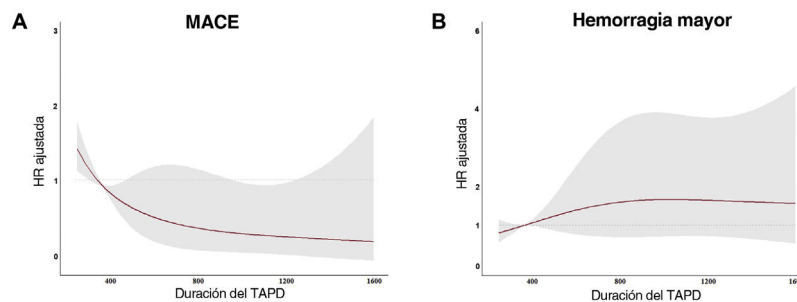 A
MACE
3
2
1
0
HR ajustada
400
800
1200
1600
Duración del TAPD
B
Hemorragia mayor
6
4
2
1
0
HR ajustada
400
800
1200
160
Duración del TAPD